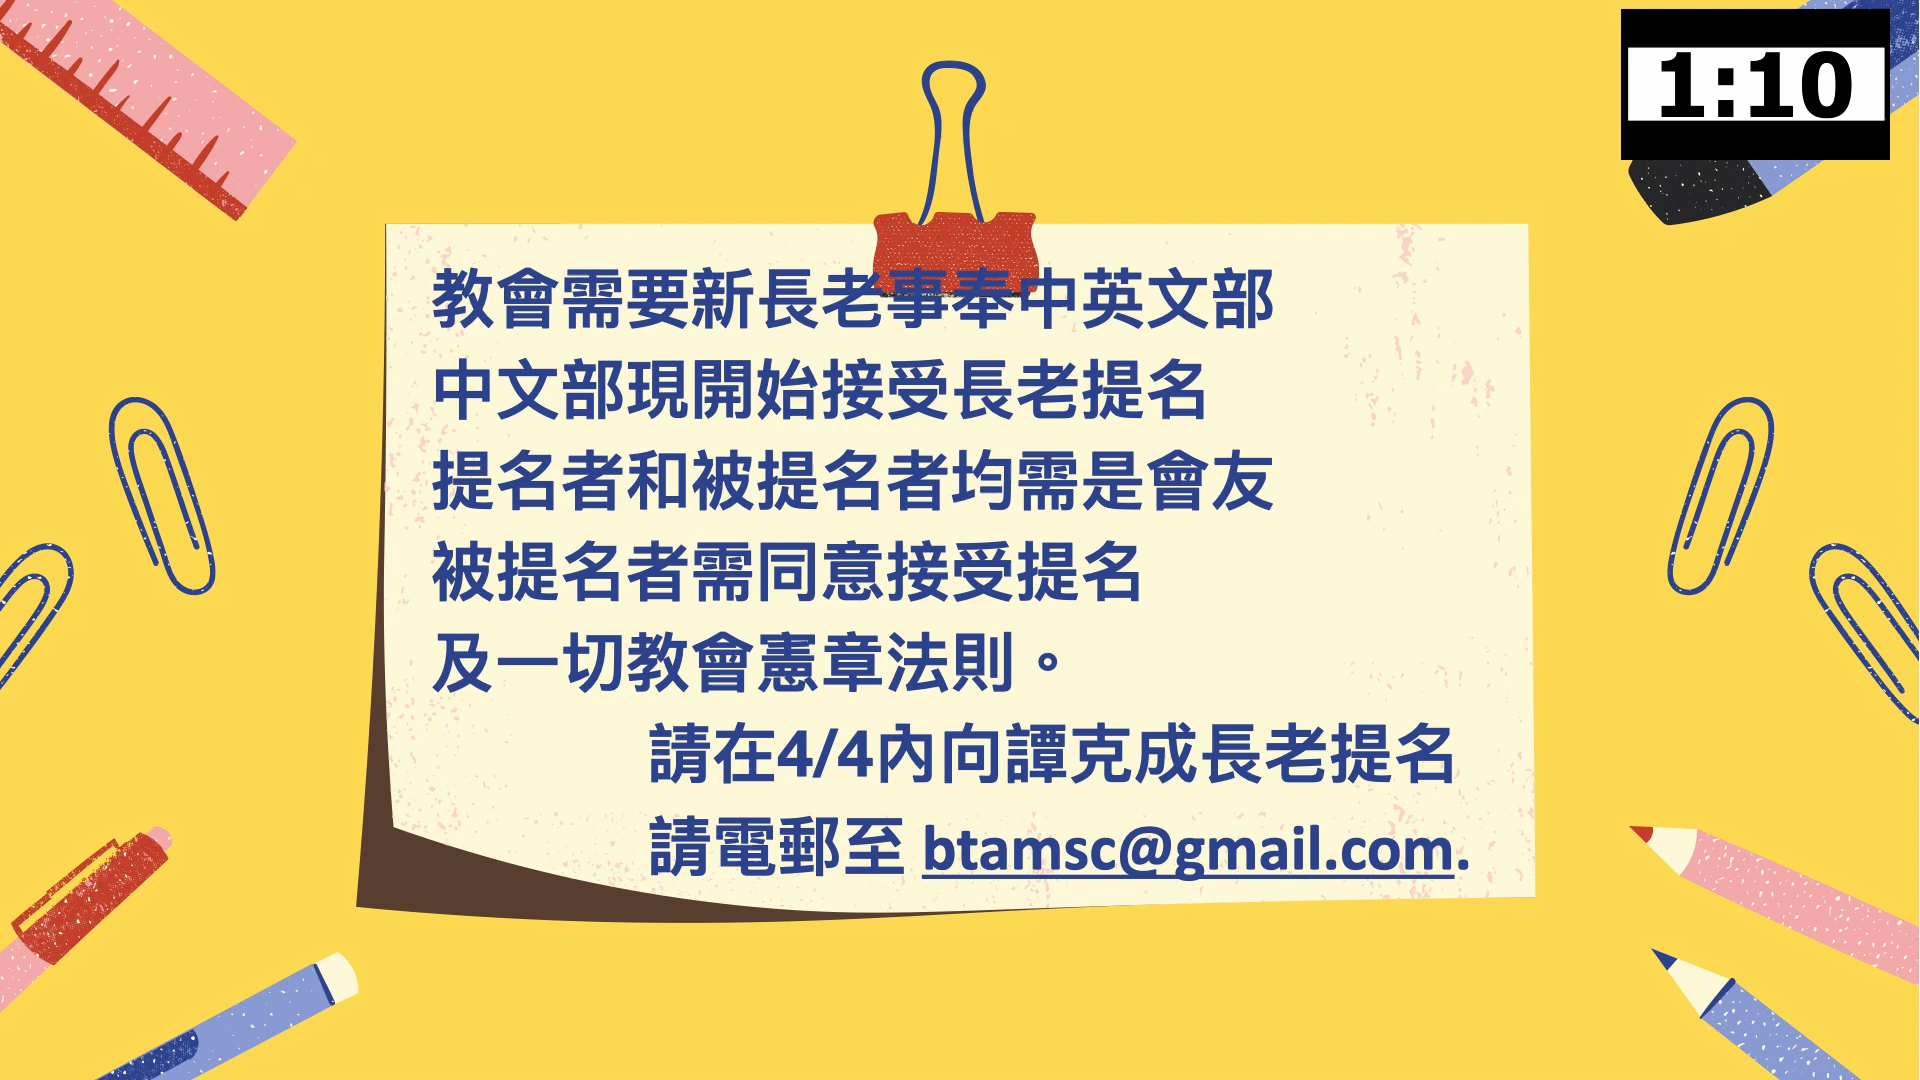 1:10
教會需要新長老事奉中英文部
中文部現開始接受長老提名
提名者和被提名者均需是會友
被提名者需同意接受提名
及一切教會憲章法則。
請在4/4內向譚克成長老提名
請電郵至 btamsc@gmail.com.